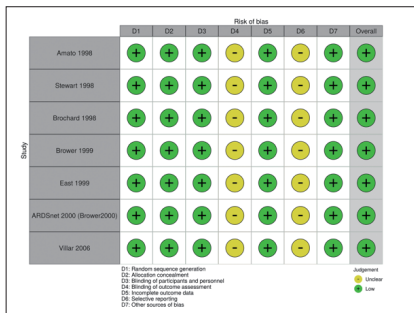 Risk of bias
D1 D2 D3 D4 D5 D6 D7 Overall
Study
Amato 1998 + + + - + - + +
Stewart 1998 + + + - + - + +
Brochard 1998 + + + - + - + +
Brower 1999 + + + - + - + +
East 1999 + + + - + - + +
ARDSnet 2000 (Brower2000) + + + - + - + +
Villar 2006 + + + - + - + +
D1: Random sequence generation
D2: Allocation concealment
D3: Blinding of participants and personnel
D4: Blinding of outcome assessment
D5: Incomplete outcome data
D6: Selective reporting
D7: Other sources of bias
Judgement
- Unclear
+ Low